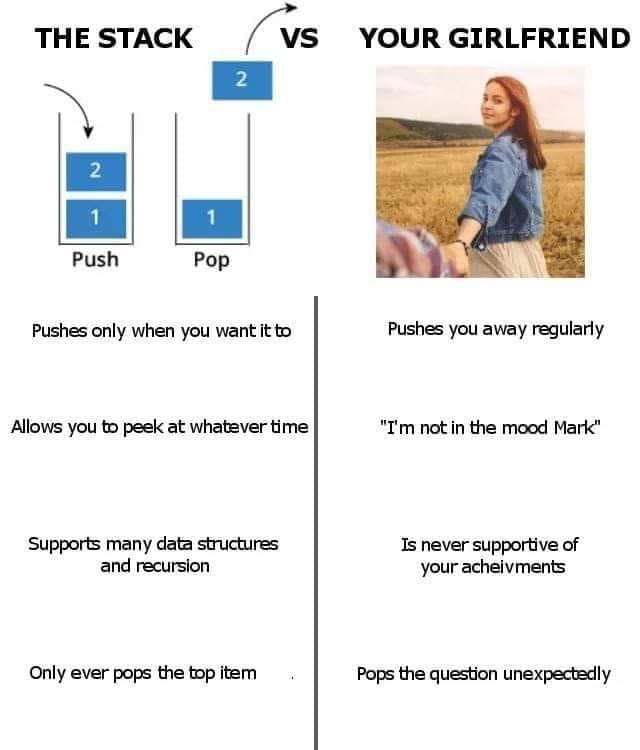 THE STACK VS YOUR GIRLFRIEND
2
2
1
1
Push
Pop
Pushes only when you want it to
Pushes you away regularly
Allows you to peek at whatever time
"I'm not in the mood Mark"
Supports many data structures
and recursion
Is never supportive of
your acheivments
Only ever pops the top item .
Pops the question unexpectedly